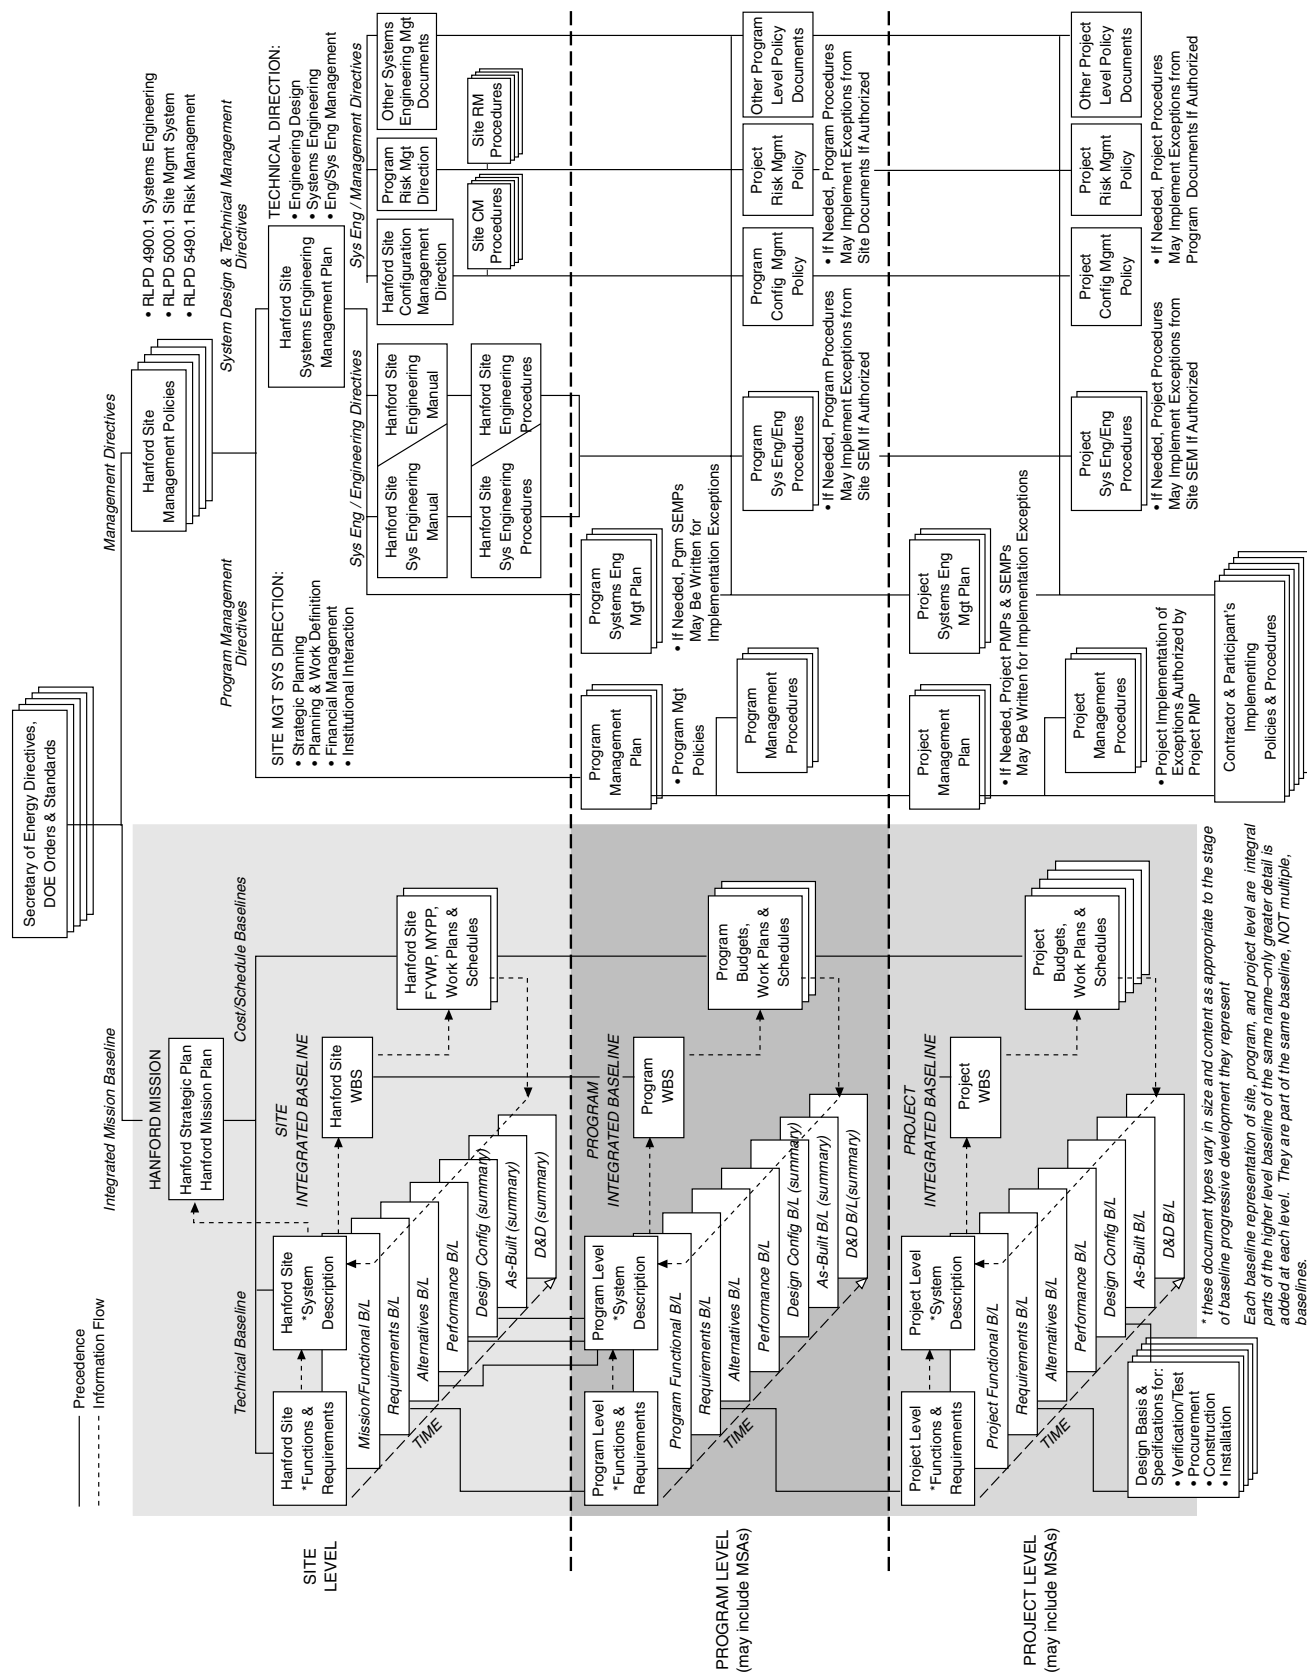 Precedence
Information Flow
Secretary of Energy Directives,
DOE Orders & Standards
Integrated Mission Baseline
Management Directives
HANFORD MISSION
Hanford Strategic Plan
Hanford Mission Plan
Hanford Site
Management Policies
• RLPD 4900.1 Systems Engineering
• RLPD 5000.1 Site Mgmt System
• RLPD 5490.1 Risk Management
Technical Baseline
Cost/Schedule Baselines
Program Management
Directives
System Design & Technical Management
Directives
SITE
LEVEL
Hanford Site
*Functions &
Requirements
Hanford Site
*System
Description
SITE
INTEGRATED BASELINE
Hanford Site
WBS
Hanford Site
FYWP, MYPP,
Work Plans &
Schedules
Mission/Functional B/L
Requirements B/L
Alternatives B/L
Performance B/L
Design Config (summary)
As-Built (summary)
D&D (summary)
TIME
SITE MGT SYS DIRECTION:
• Strategic Planning
• Planning & Work Definition
• Financial Management
• Institutional Interaction
Hanford Site
Systems Engineering
Management Plan
TECHNICAL DIRECTION:
• Engineering Design
• Systems Engineering
• Eng/Sys Eng Management
Sys Eng / Engineering Directives
Sys Eng / Management Directives
Hanford Site
Sys Engineering
Manual
Hanford Site
Engineering
Manual
Hanford Site
Configuration
Management
Direction
Program
Risk Mgt
Direction
Other Systems
Engineering Mgt
Documents
Hanford Site
Sys Engineering
Procedures
Hanford Site
Engineering
Procedures
Site CM
Procedures
Site RM
Procedures
PROGRAM LEVEL
(may include MSAs)
Program Level
*Functions &
Requirements
Program Level
*System
Description
PROGRAM
INTEGRATED BASELINE
Program
WBS
Program
Budgets,
Work Plans &
Schedules
Program Functional B/L
Requirements B/L
Alternatives B/L
Performance B/L
Design Config B/L (summary)
As-Built B/L (summary)
D&D B/L(summary)
TIME
Program
Management
Plan
• Program Mgt
Policies
Program
Management
Procedures
Program
Systems Eng
Mgt Plan
• If Needed, Pgm SEMPs
May Be Written for
Implementation Exceptions
Program
Sys Eng/Eng
Procedures
Program
Config Mgmt
Policy
Project
Risk Mgmt
Policy
Other Program
Level Policy
Documents
• If Needed, Program Procedures
May Implement Exceptions from
Site SEM If Authorized
• If Needed, Program Procedures
May Implement Exceptions from
Site Documents If Authorized
PROJECT LEVEL
(may include MSAs)
Project Level
*Functions &
Requirements
Project Level
*System
Description
PROJECT
INTEGRATED BASELINE
Project
WBS
Project
Budgets,
Work Plans &
Schedules
Project Functional B/L
Requirements B/L
Alternatives B/L
Performance B/L
Design Config B/L
As-Built B/L
D&D B/L
TIME
Design Basis &
Specifications for:
• Verification/Test
• Procurement
• Construction
• Installation
Project
Management
Plan
Project
Systems Eng
Mgt Plan
• If Needed, Project PMPs & SEMPs
May Be Written for Implementation Exceptions
Project
Management
Procedures
• Project Implementation of
Exceptions Authorized by
Project PMP
Project
Sys Eng/Eng
Procedures
Project
Config Mgmt
Policy
Project
Risk Mgmt
Policy
Other Project
Level Policy
Documents
• If Needed, Project Procedures
May Implement Exceptions from
Site SEM If Authorized
• If Needed, Project Procedures
May Implement Exceptions from
Program Documents If Authorized
Contractor & Participant's
Implementing
Policies & Procedures
* these document types vary in size and content as appropriate to the stage
of baseline progressive development they represent
Each baseline representation of site, program, and project level are integral
parts of the higher level baseline of the same name–only greater detail is
added at each level. They are part of the same baseline, NOT multiple,
baselines.